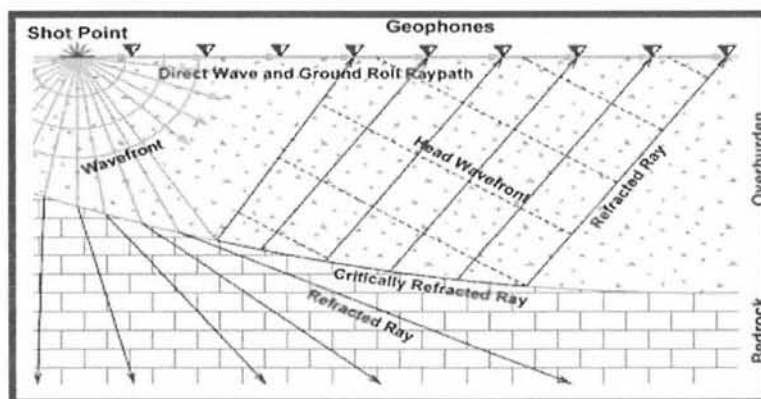 Geophones
Shot Point
Direct Wave and Ground Roll Raypath
Wavefront
Head Wavefront
Refracted Ray
Overburden
Critically Refracted Ray
Refracted Ray
Bedrock